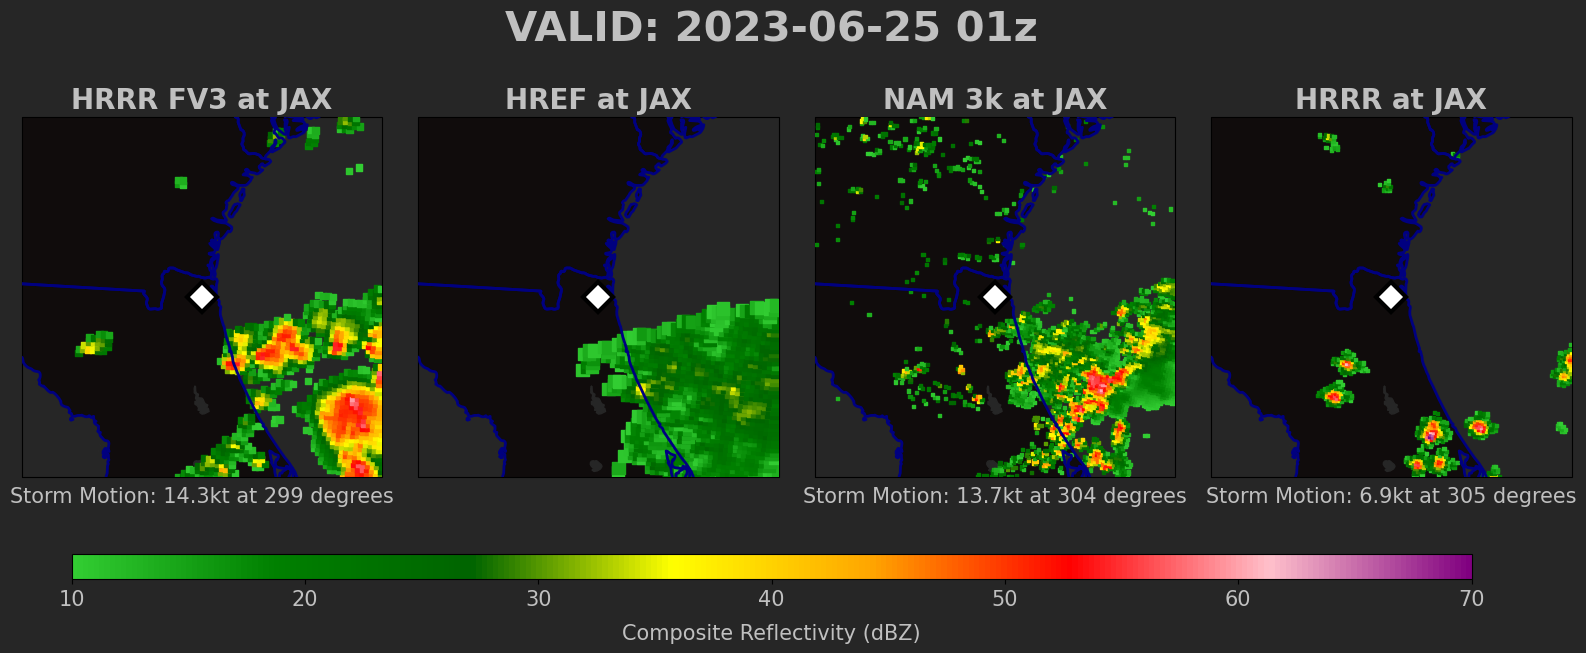 VALID: 2023-06-25 01z
HRRR FV3 at JAX
HREF at JAX
NAM 3k at JAX
HRRR at JAX
Storm Motion: 14.3kt at 299 degrees
Storm Motion: 13.7kt at 304 degrees
Storm Motion: 6.9kt at 305 degrees
10 20 30 40 50 60 70
Composite Reflectivity (dBZ)